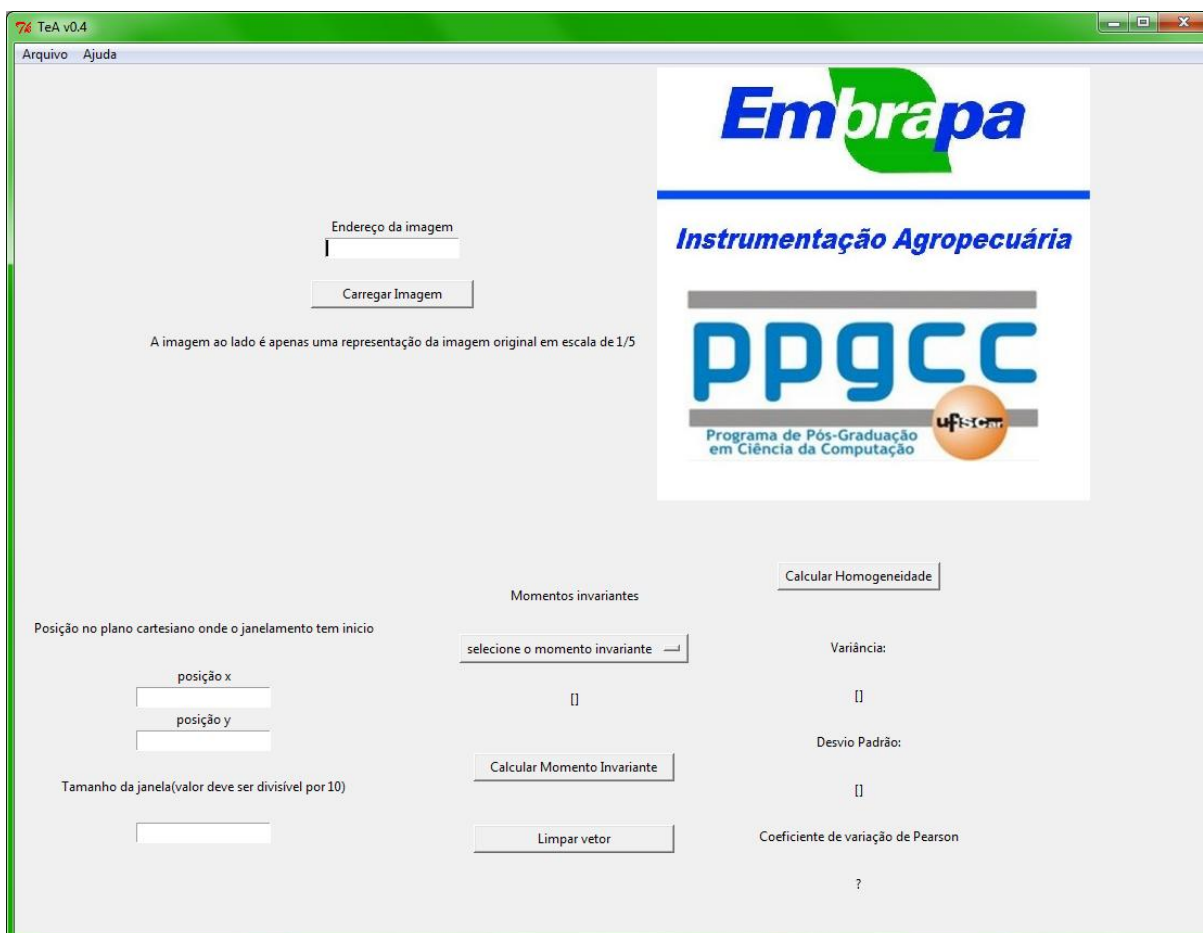 TeA v0.4
Arquivo Ajuda
Embrapa
Instrumentação Agropecuária
ppgcc
ufscar
Programa de Pós-Graduação
em Ciência da Computação
Endereço da imagem
Carregar Imagem
A imagem ao lado é apenas uma representação da imagem original em escala de 1/5
Posição no plano cartesiano onde o janelamento tem inicio
posição x
posição y
Tamanho da janela(valor deve ser divisível por 10)
Momentos invariantes
selecione o momento invariante
[]
Calcular Momento Invariante
Limpar vetor
Calcular Homogeneidade
Variância:
[]
Desvio Padrão:
[]
Coeficiente de variação de Pearson
?